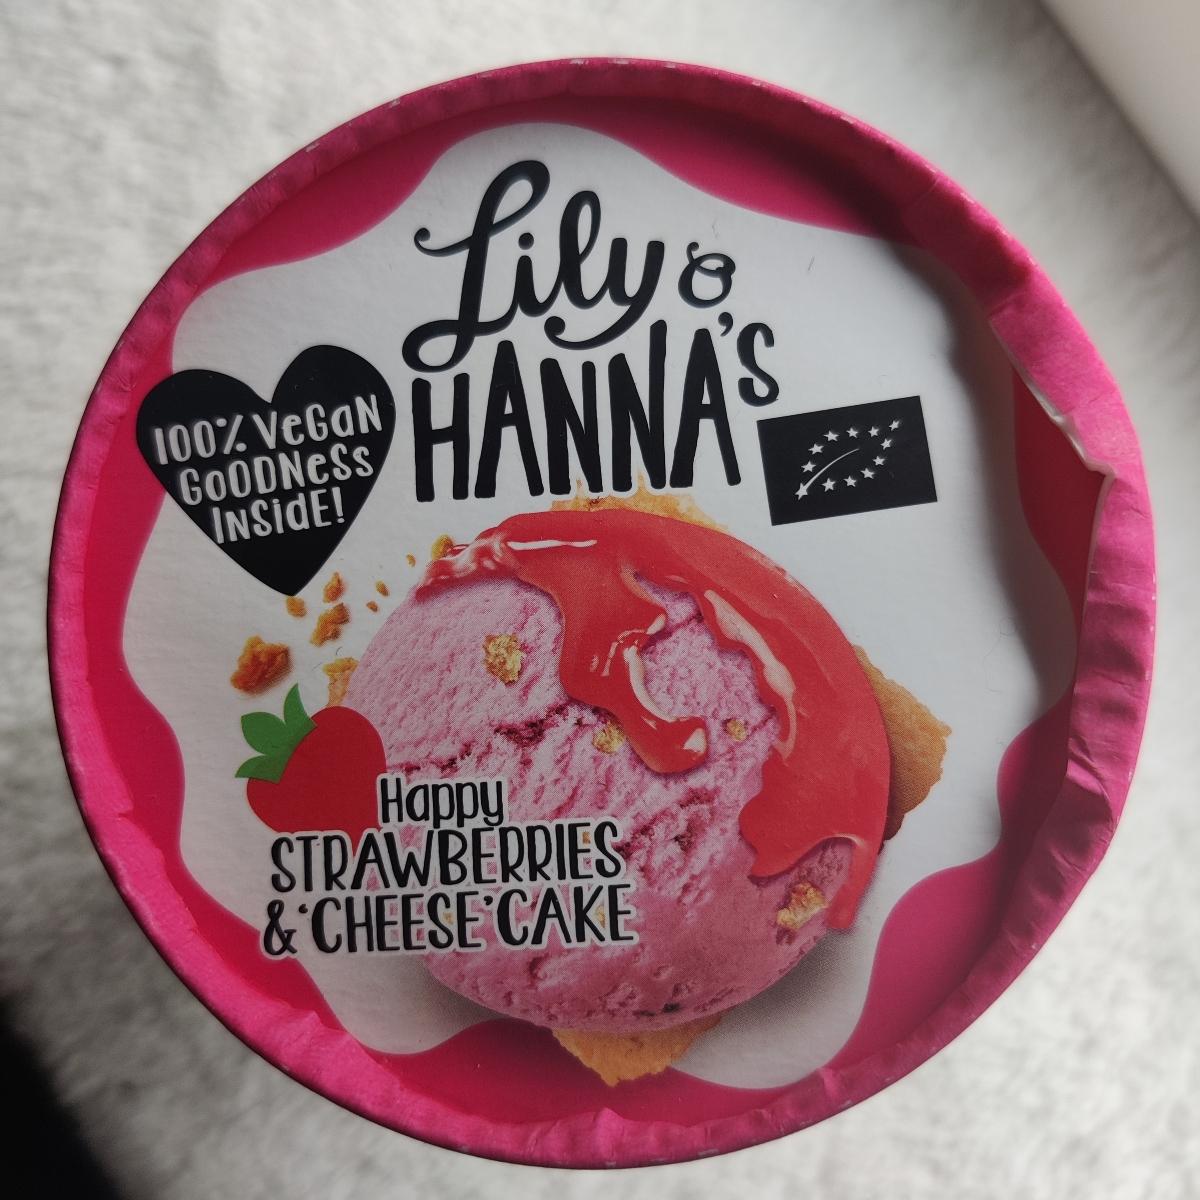 Lily &
HANNA'S
100% VeGaN
GOODNeSS
INSidE!
Happy
STRAWBERRIES
& 'CHEESE' CAKE